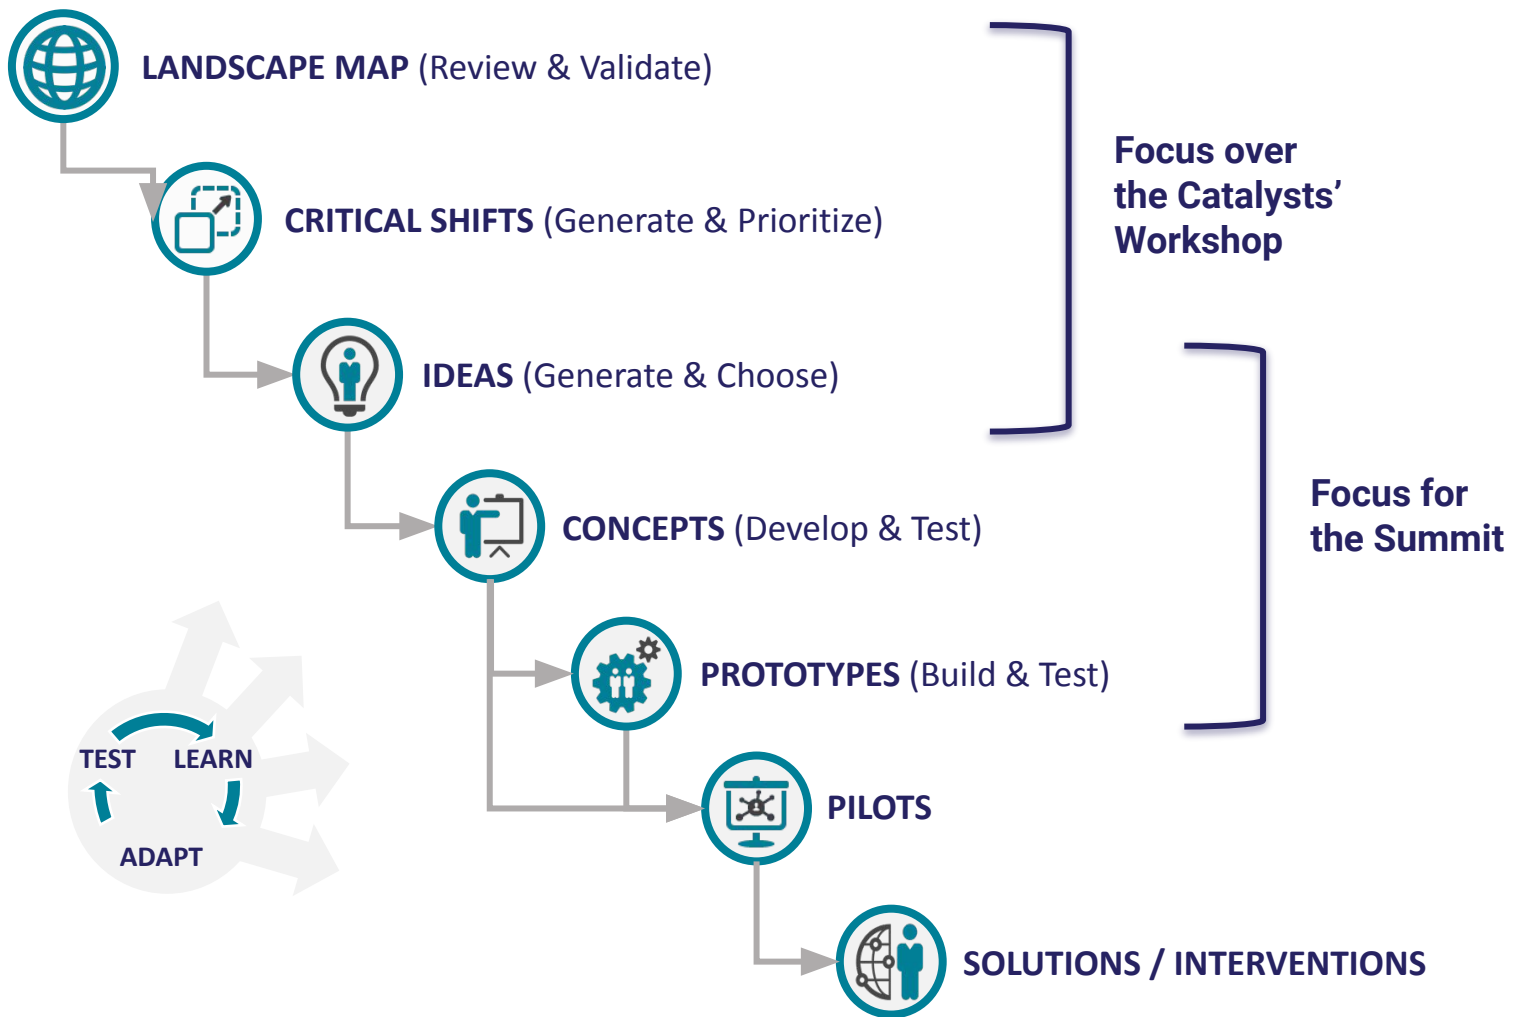 LANDSCAPE MAP (Review & Validate)
CRITICAL SHIFTS (Generate & Prioritize)
IDEAS (Generate & Choose)
CONCEPTS (Develop & Test)
PROTOTYPES (Build & Test)
PILOTS
SOLUTIONS / INTERVENTIONS
Focus over
the Catalysts’
Workshop
Focus for
the Summit
TEST LEARN
ADAPT